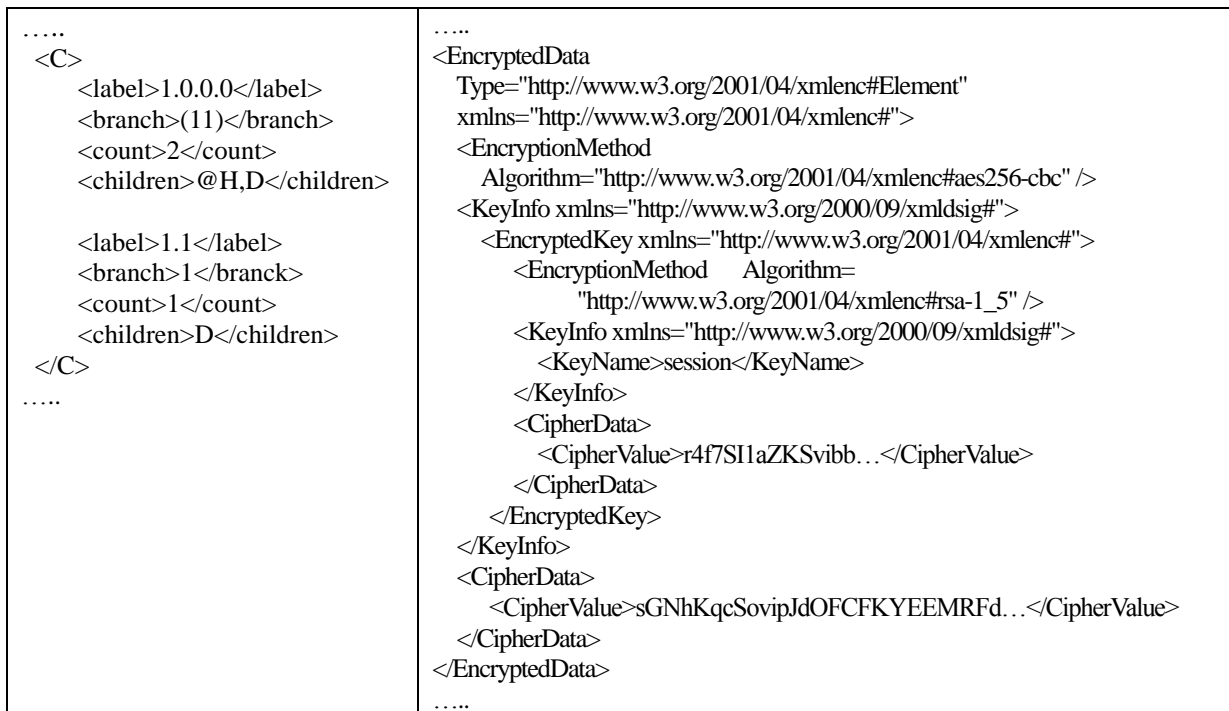 …..
<C>
<label>1.0.0.0</label>
<branch>(11)</branch>
<count>2</count>
<children>@H,D</children>
<label>1.1</label>
<branch>1</branck>
<count>1</count>
<children>D</children>
</C>
…..
…..
<EncryptedData
Type="http://www.w3.org/2001/04/xmlenc#Element"
xmlns="http://www.w3.org/2001/04/xmlenc#">
<EncryptionMethod
Algorithm="http://www.w3.org/2001/04/xmlenc#aes256-cbc" />
<KeyInfo xmlns="http://www.w3.org/2000/09/xmldsig#">
<EncryptedKey xmlns="http://www.w3.org/2001/04/xmlenc#">
<EncryptionMethod Algorithm=
"http://www.w3.org/2001/04/xmlenc#rsa-1_5" />
<KeyInfo xmlns="http://www.w3.org/2000/09/xmldsig#">
<KeyName>session</KeyName>
</KeyInfo>
<CipherData>
<CipherValue>r4f7SI1aZKSvibb…</CipherValue>
</CipherData>
</EncryptedKey>
</KeyInfo>
<CipherData>
<CipherValue>sGNhKqcSovipJdOFCFKYEEMRFd…</CipherValue>
</CipherData>
</EncryptedData>
…..